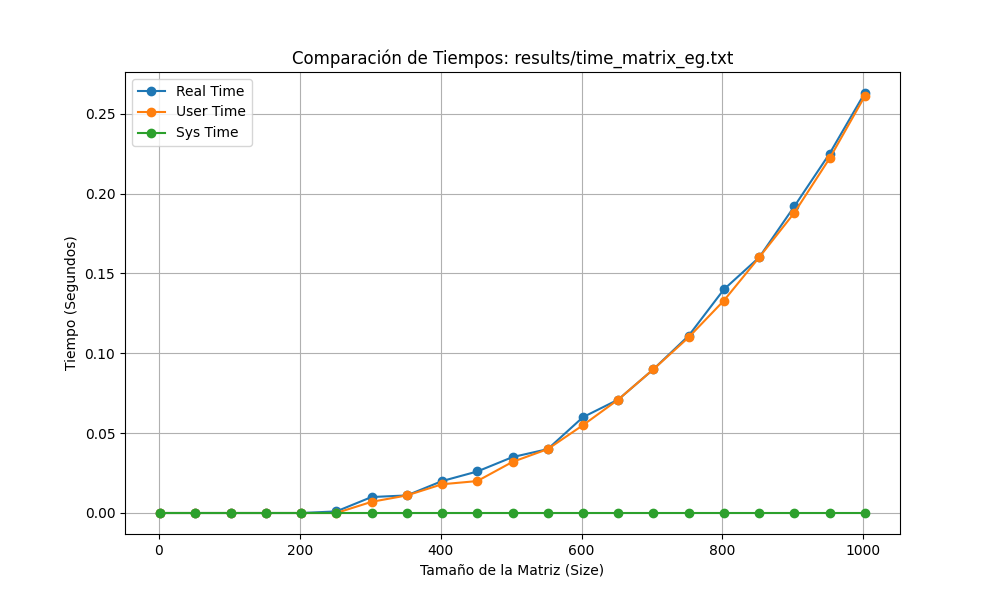 Comparación de Tiempos: results/time_matrix_eg.txt
Real Time
User Time
Sys Time
0.25
0.20
0.15
0.10
0.05
0.00
Tiempo (Segundos)
0 200 400 600 800 1000
Tamaño de la Matriz (Size)